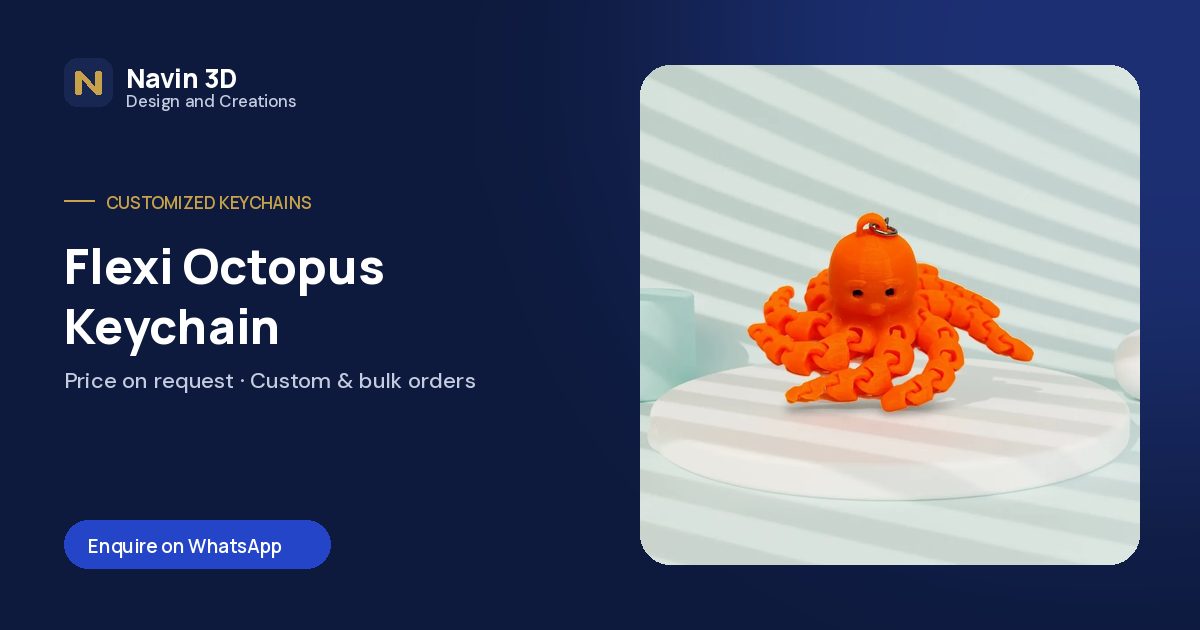 N
Navin 3D
Design and Creations
CUSTOMIZED KEYCHAINS
Flexi Octopus
Keychain
Price on request · Custom & bulk orders
Enquire on WhatsApp